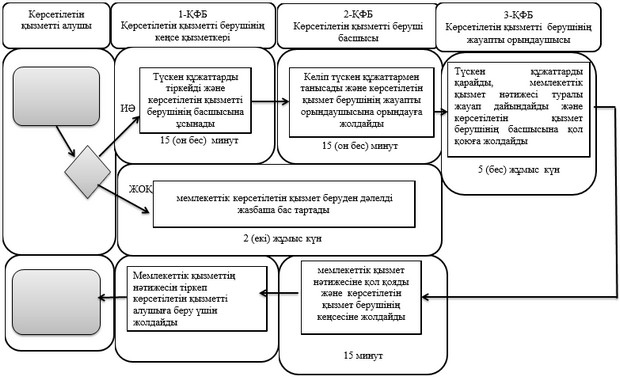 Көрсетілетін
қызметті алушы
1-ҚФБ
Көрсетілетін қызметті берушінің
кеңсе қызметкері
2-ҚФБ
Көрсетілетін қызметті беруші
басшысы
3-ҚФБ
Көрсетілетін қызметті берушінің
жауапты орындаушысы
ИӘ
Түскен құжаттарды
тіркейді және
көрсетілетін қызметті
берушінің басшысына
ұсынады
15 (он бес) минут
Келіп түскен құжаттармен
танысады және көрсетілетін
қызмет берушінің жауапты
орындаушысына орындауға
жолдайды
15 (он бес) минут
Түскен құжаттарды
қарайды, мемлекеттік
қызмет нәтижесі туралы
жауап дайындайды және
көрсетілетін қызмет
берушінің басшысына қол
қоюға жолдайды
5 (бес) жұмыс күн
ЖОҚ
мемлекеттік көрсетілетін қызмет беруден дәлелді
жазбаша бас тартады
2 (екі) жұмыс күн
Мемлекеттік қызметтің
нәтижесін тіркеп
көрсетілетін қызметті
алушыға беру үшін
жолдайды
мемлекеттік қызмет
нәтижесіне қол қояды
және көрсетілетін
қызмет берушінің
кеңсесіне жолдайды
15 минут